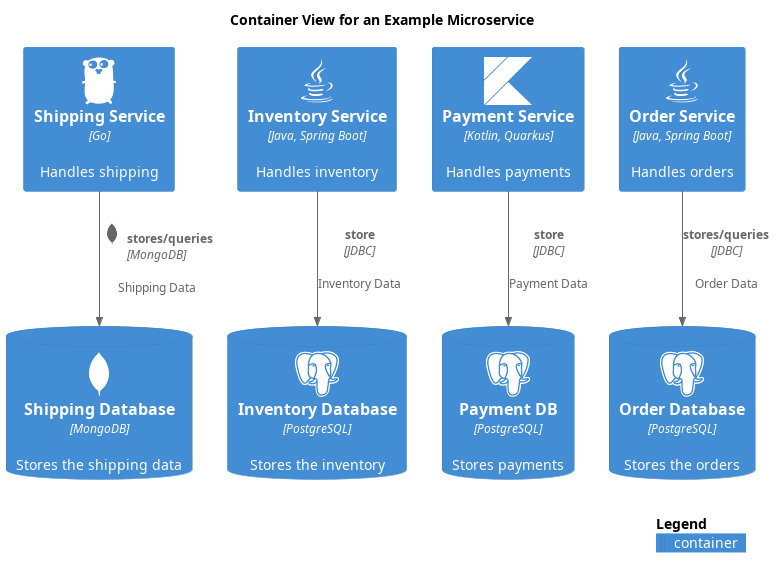 Container View for an Example Microservice
Shipping Service
[Go]
Handles shipping
Inventory Service
[Java, Spring Boot]
Handles inventory
Payment Service
[Kotlin, Quarkus]
Handles payments
Order Service
[Java, Spring Boot]
Handles orders
stores/queries
[MongoDB]
Shipping Data
store
[JDBC]
Inventory Data
store
[JDBC]
Payment Data
stores/queries
[JDBC]
Order Data
Shipping Database
[MongoDB]
Stores the shipping data
Inventory Database
[PostgreSQL]
Stores the inventory
Payment DB
[PostgreSQL]
Stores payments
Order Database
[PostgreSQL]
Stores the orders
Legend
container